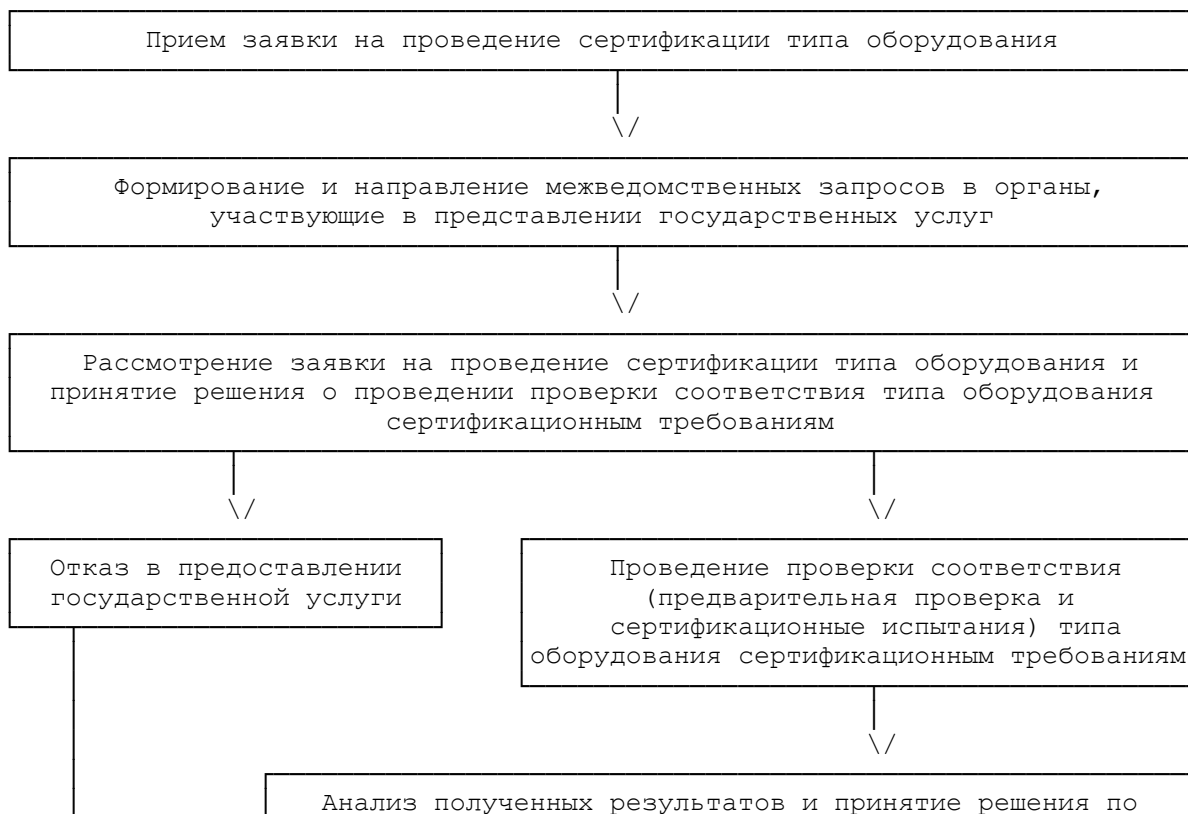 Прием заявки на проведение сертификации типа оборудования
Формирование и направление межведомственных запросов в органы,
участвующие в представлении государственных услуг
Рассмотрение заявки на проведение сертификации типа оборудования и
принятие решения о проведении проверки соответствия типа оборудования
сертификационным требованиям
Отказ в предоставлении
государственной услуги
Проведение проверки соответствия
(предварительная проверка и
сертификационные испытания) типа
оборудования сертификационным требованиям
Анализ полученных результатов и принятие решения по